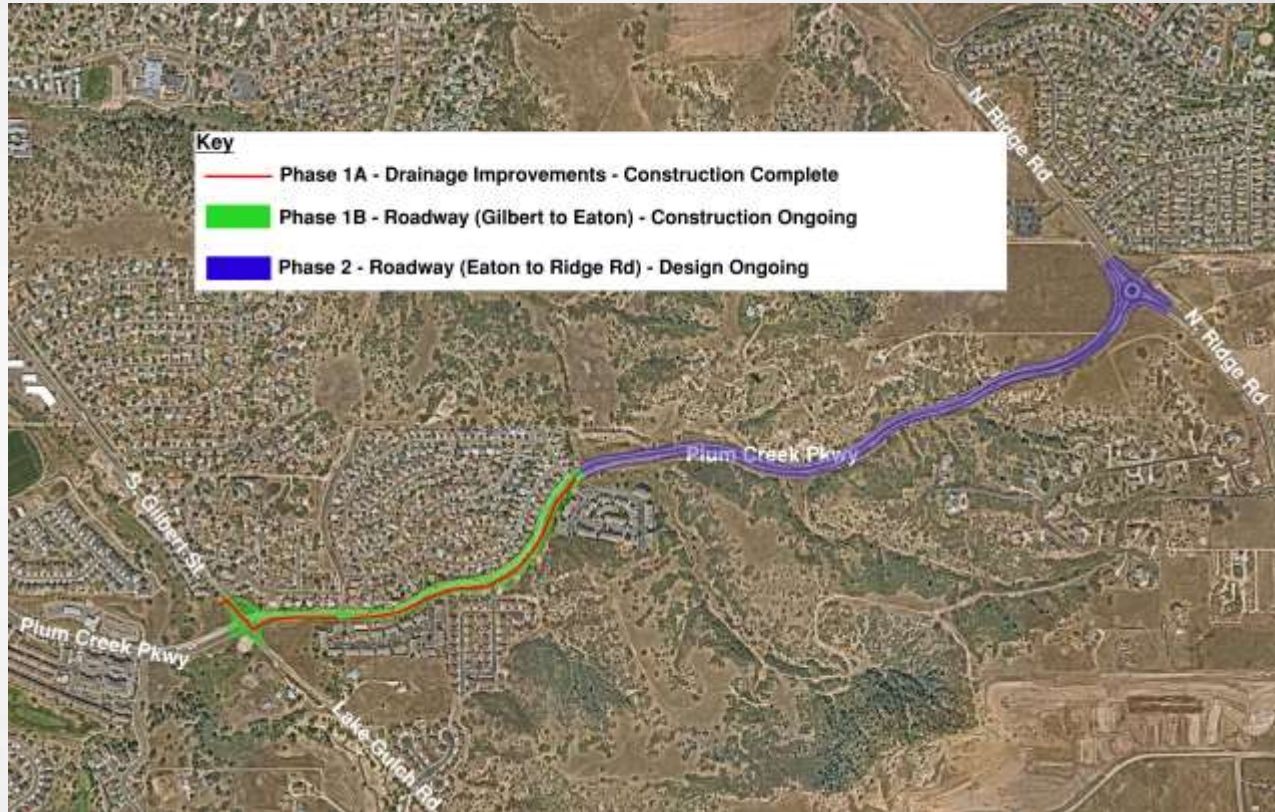 Key
Phase 1A - Drainage Improvements - Construction Complete
Phase 1B - Roadway (Gilbert to Eaton) - Construction Ongoing
Phase 2 - Roadway (Eaton to Ridge Rd) - Design Ongoing
N. Ridge Rd
N. Ridge Rd
Plum Creek Pkwy
S. Gilbert St
Plum Creek Pkwy
Lake Gulch Rd